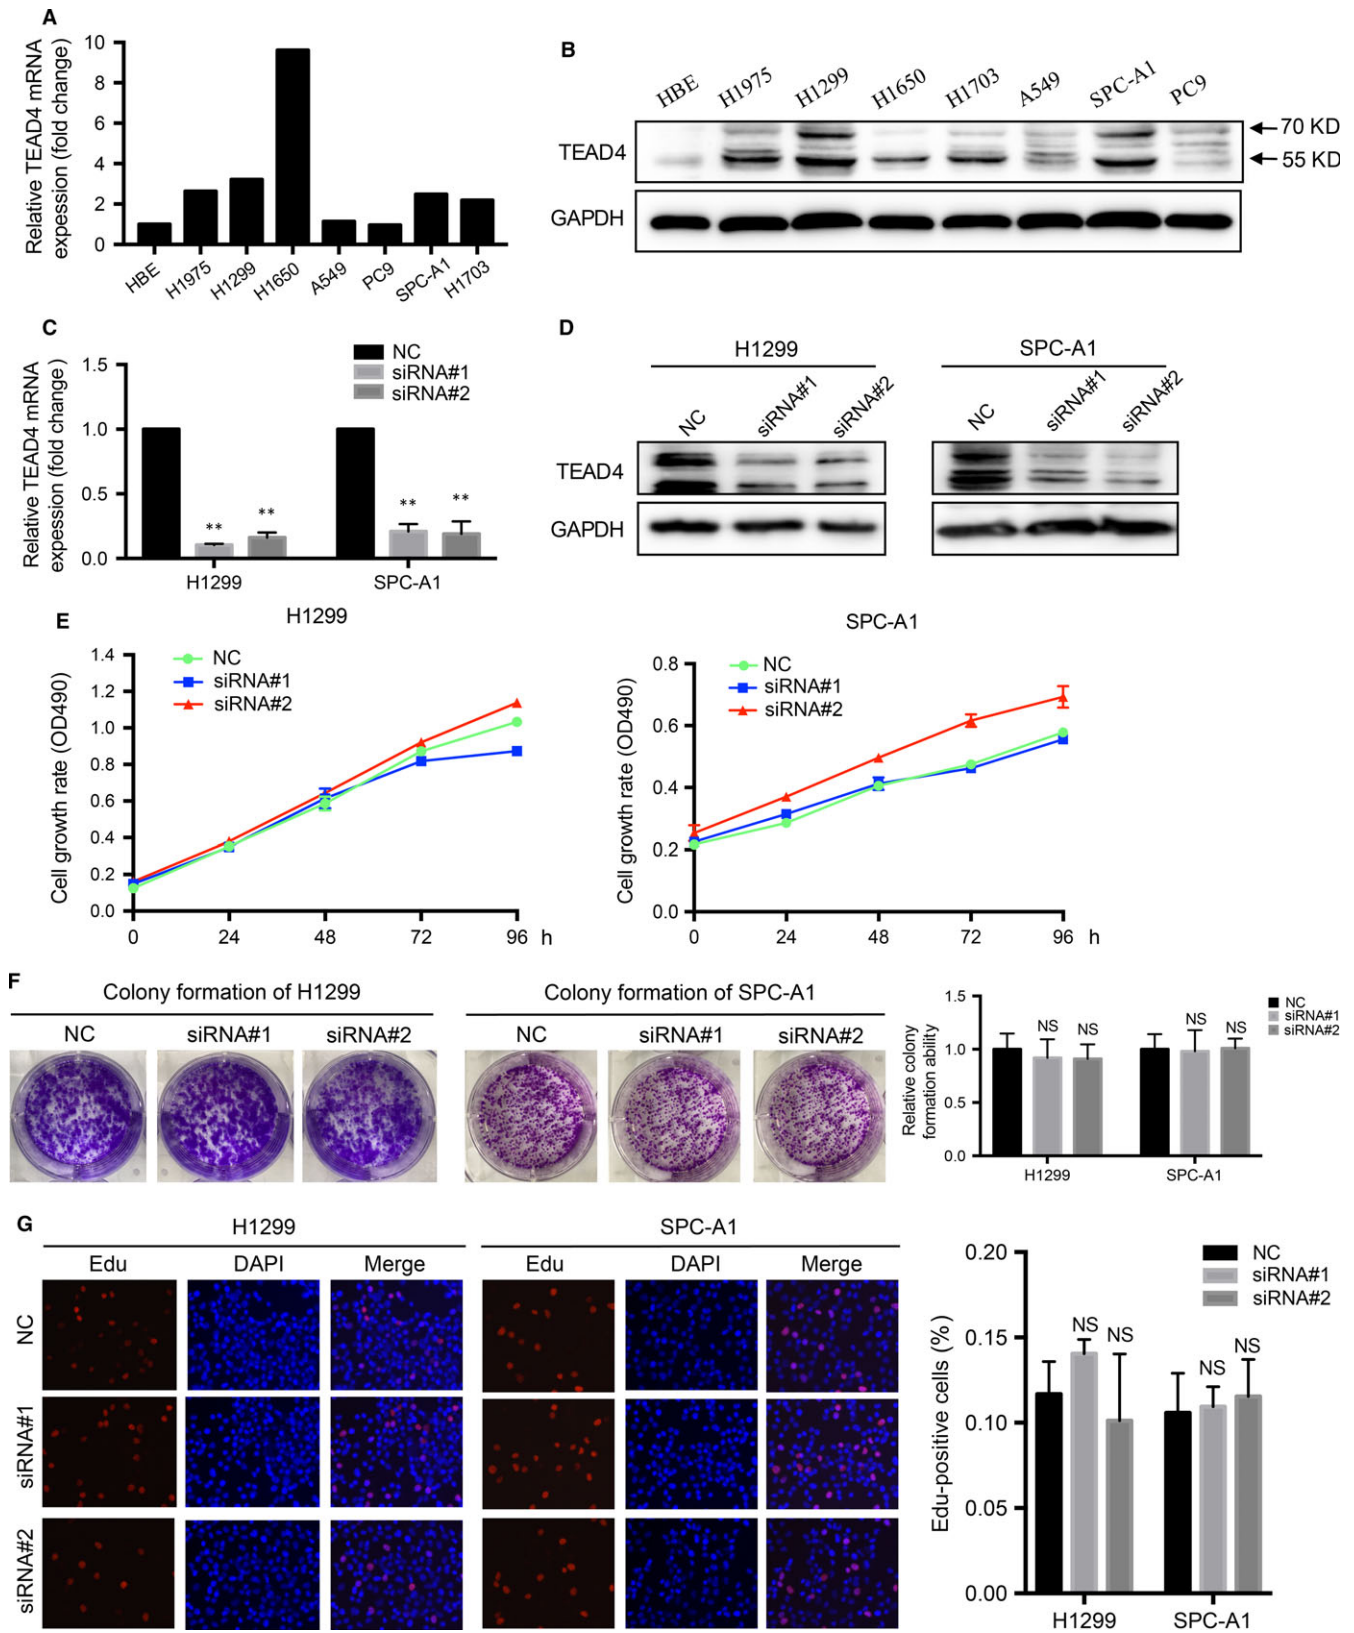 A
Relative TEAD4 mRNA
expession (fold change)
10
8
6
4
2
0
HBE
H1975
H1299
H1650
A549
PC9
SPC-A1
H1703
B
HBE
H1975
H1299
H1650
H1703
A549
SPC-A1
PC9
TEAD4
70 KD
55 KD
GAPDH
C
Relative TEAD4 mRNA
expession (fold change)
NC
siRNA#1
siRNA#2
1.5
1.0
0.5
0.0
**
**
**
**
H1299
SPC-A1
D
H1299
SPC-A1
NC
siRNA#1
siRNA#2
NC
siRNA#1
siRNA#2
TEAD4
GAPDH
E
H1299
Cell growth rate (OD490)
NC
siRNA#1
siRNA#2
1.4
1.2
1.0
0.8
0.6
0.4
0.2
0.0
0
24
48
72
96
h
SPC-A1
Cell growth rate (OD490)
NC
siRNA#1
siRNA#2
0.8
0.6
0.4
0.2
0.0
0
24
48
72
96
h
F
Colony formation of H1299
NC
siRNA#1
siRNA#2
Colony formation of SPC-A1
NC
siRNA#1
siRNA#2
Relative colony
formation ability
1.5
1.0
0.5
0.0
NS
NS
NS
NS
NC
siRNA#1
siRNA#2
H1299
SPC-A1
G
H1299
SPC-A1
Edu
DAPI
Merge
Edu
DAPI
Merge
NC
siRNA#1
siRNA#2
Edu-positive cells (%)
0.20
0.15
0.10
0.05
0.00
NC
siRNA#1
siRNA#2
NS
NS
NS
NS
H1299
SPC-A1